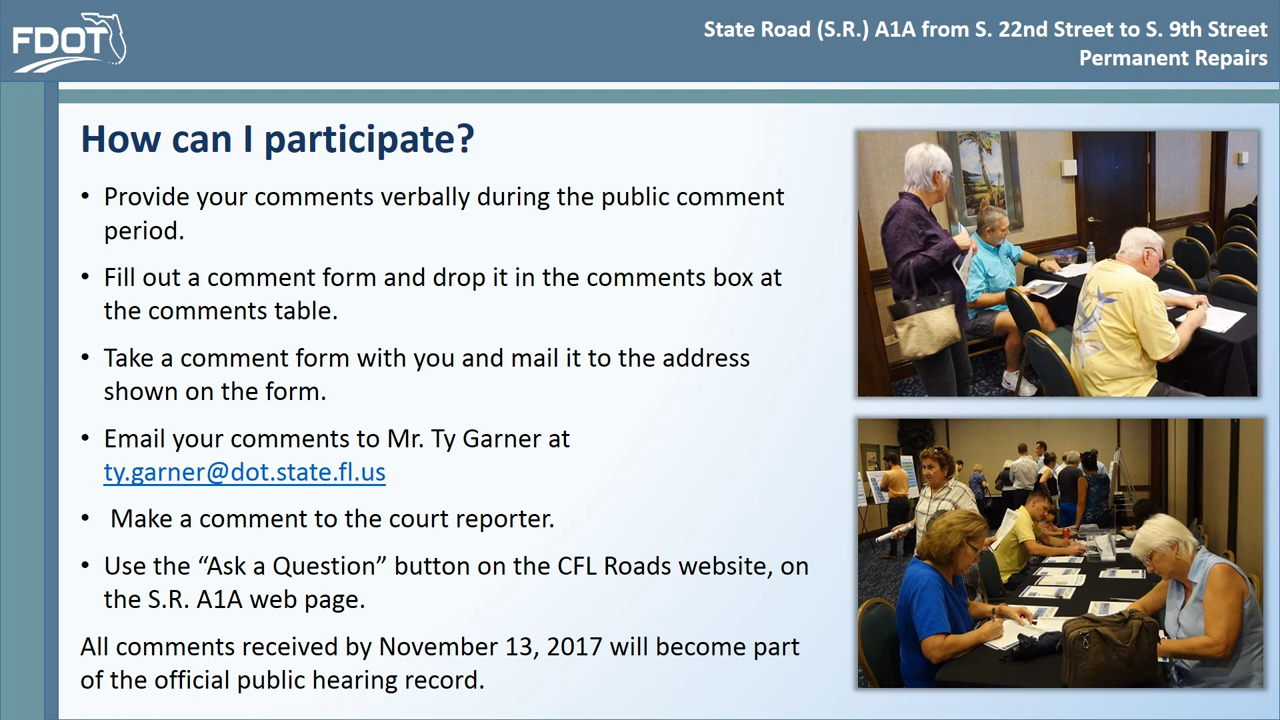 FDOT
State Road (S.R.) A1A from S. 22nd Street to S. 9th Street
Permanent Repairs
How can I participate?
• Provide your comments verbally during the public comment
period.
• Fill out a comment form and drop it in the comments box at
the comments table.
• Take a comment form with you and mail it to the address
shown on the form.
• Email your comments to Mr. Ty Garner at
ty.garner@dot.state.fl.us
• Make a comment to the court reporter.
• Use the “Ask a Question” button on the CFL Roads website, on
the S.R. A1A web page.
All comments received by November 13, 2017 will become part
of the official public hearing record.